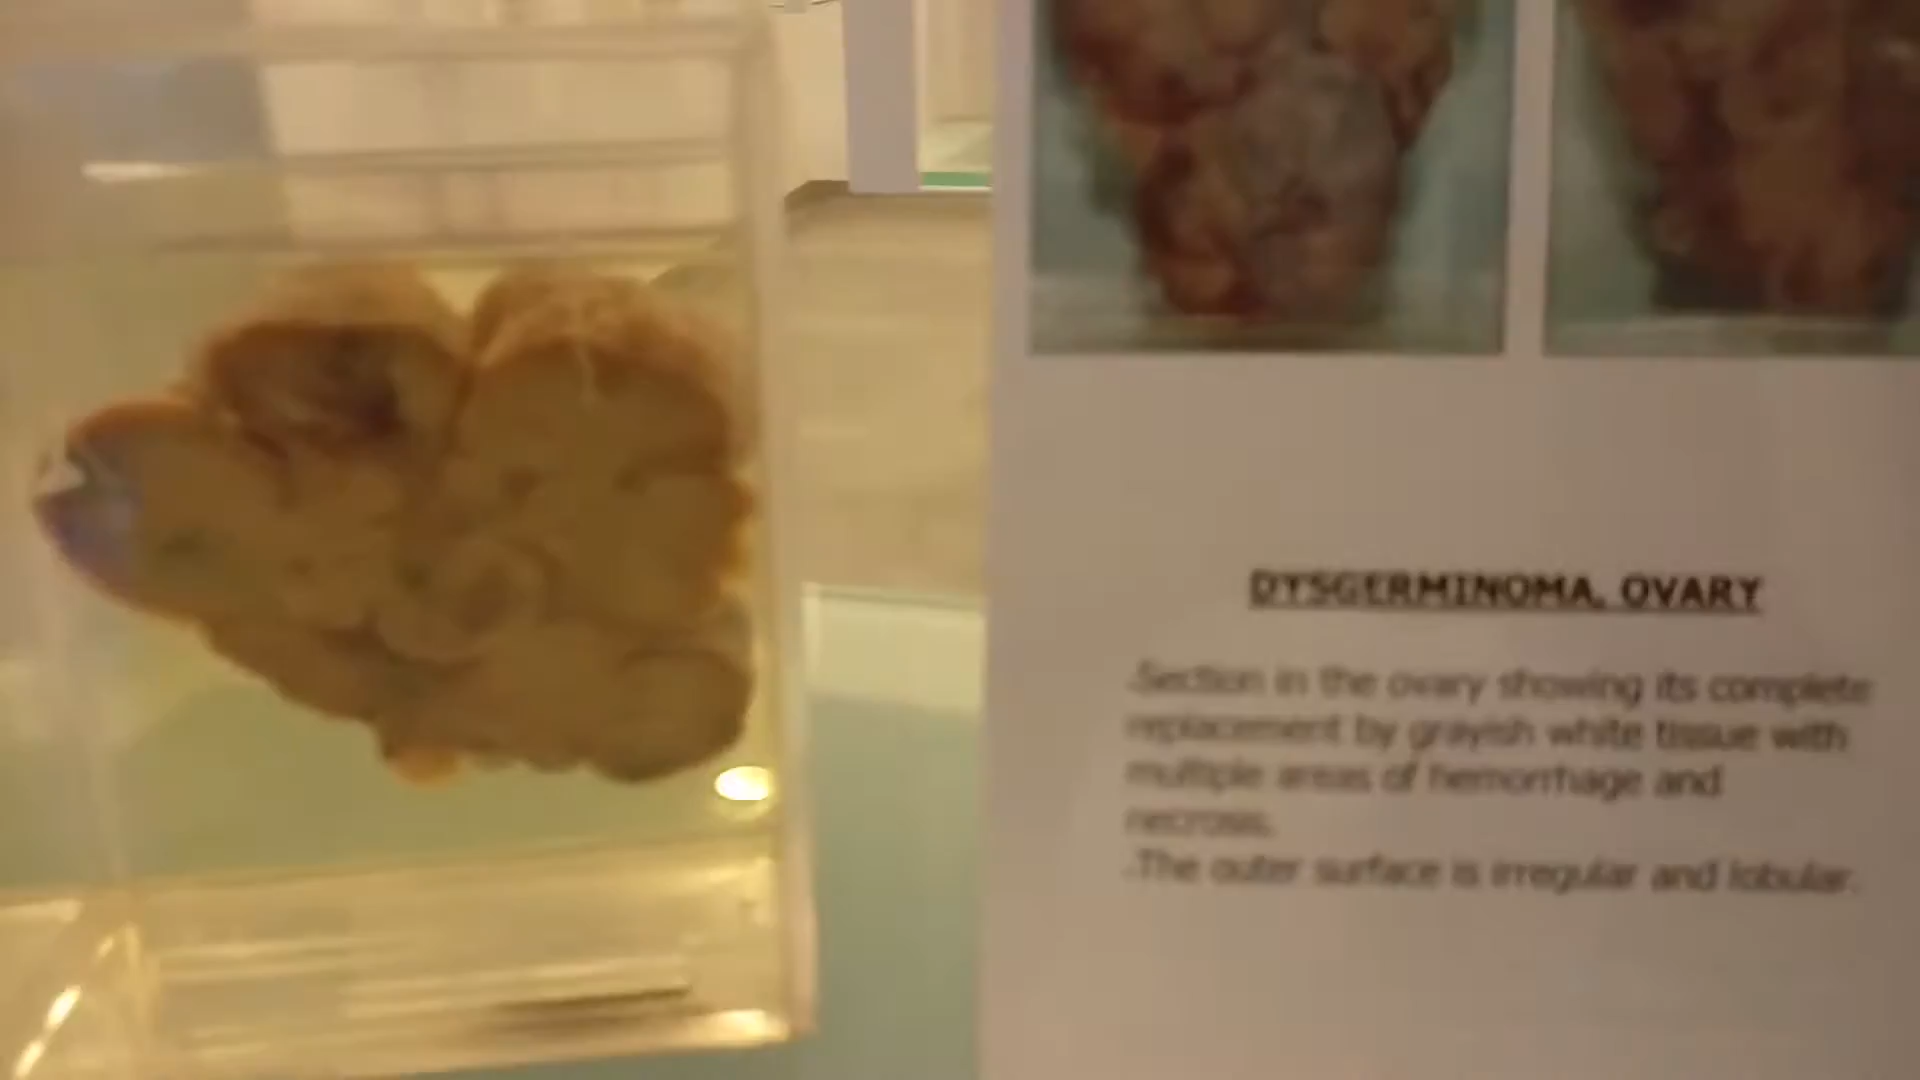 DYSGERMINOMA, OVARY
.Section in the ovary showing its complete
replacement by grayish white tissue with
multiple areas of hemorrhage and
necrosis.
.The outer surface is irregular and lobular.